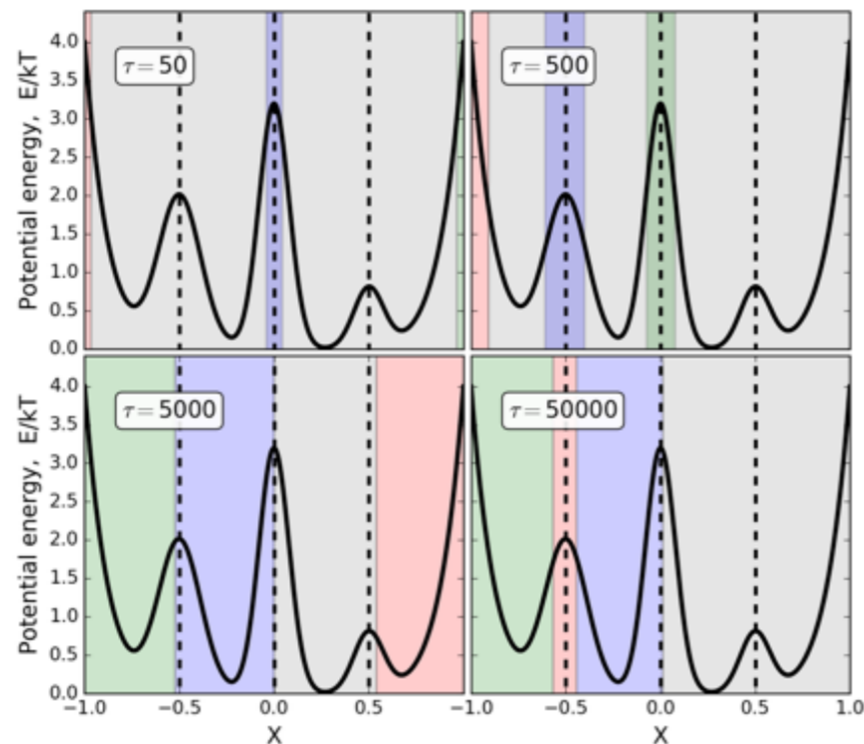 Potential energy, E/kT
4.0
3.5
3.0
2.5
2.0
1.5
1.0
0.5
0.0
τ = 50
τ = 500
Potential energy, E/kT
4.0
3.5
3.0
2.5
2.0
1.5
1.0
0.5
0.0
τ = 5000
τ = 50000
−1.0 −0.5 0.0 0.5 −1.0 −0.5 0.0 0.5 1.0
X X